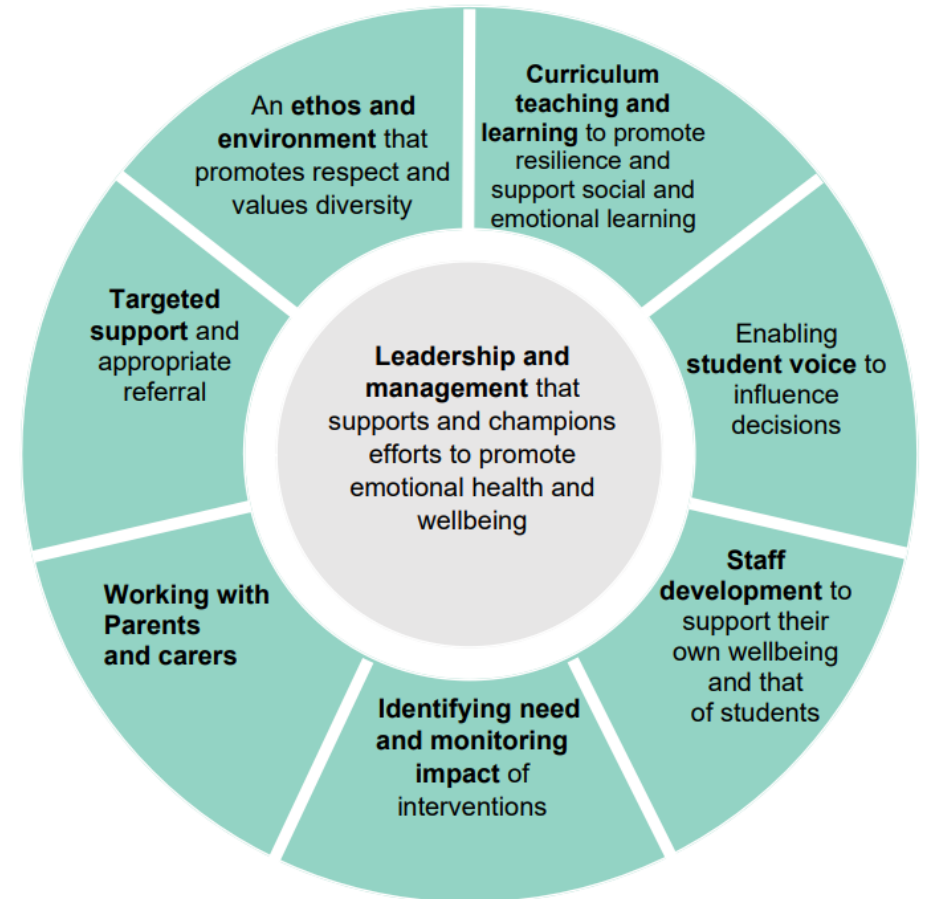 An ethos and
environment that
promotes respect and
values diversity
Curriculum
teaching and
learning to promote
resilience and
support social and
emotional learning
Enabling
student voice to
influence
decisions
Staff
development to
support their
own wellbeing
and that
of students
Identifying need
and monitoring
impact of
interventions
Working with
Parents
and carers
Targeted
support and
appropriate
referral
Leadership and
management that
supports and champions
efforts to promote
emotional health and
wellbeing